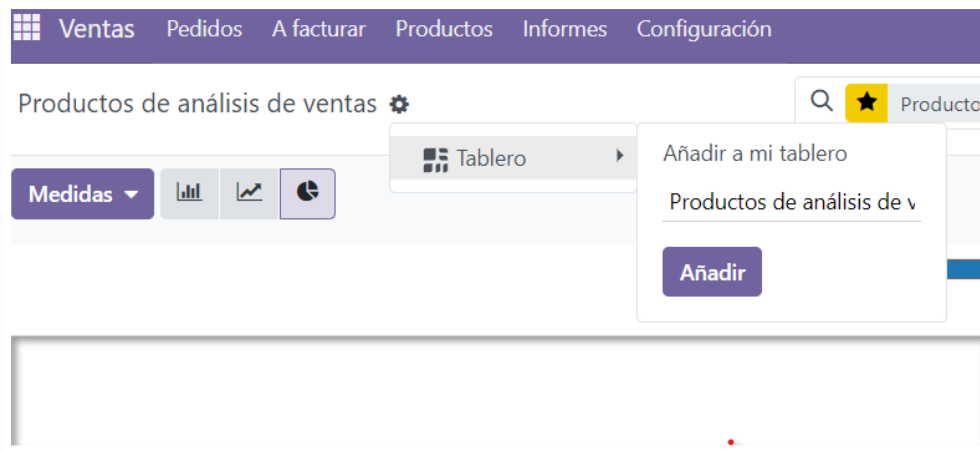 Ventas Pedidos A facturar Productos Informes Configuración
Productos de análisis de ventas
Producto
Tablero
Añadir a mi tablero
Medidas
Productos de análisis de v
Añadir